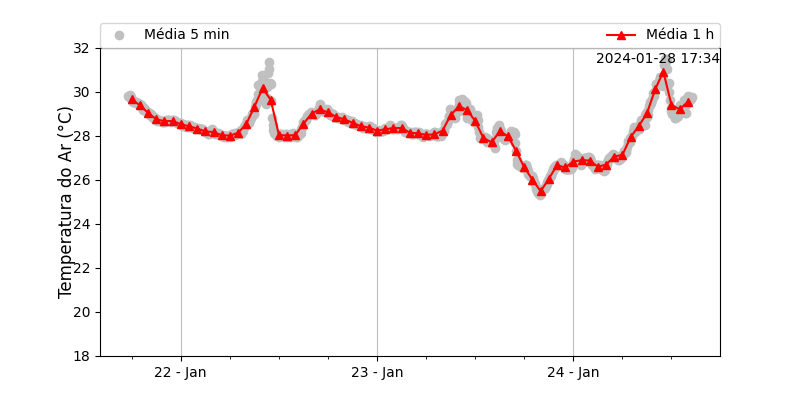 Média 5 min
Média 1 h
2024-01-28 17:34
Temperatura do Ar (°C)
32
30
28
26
24
22
20
18
22 - Jan
23 - Jan
24 - Jan